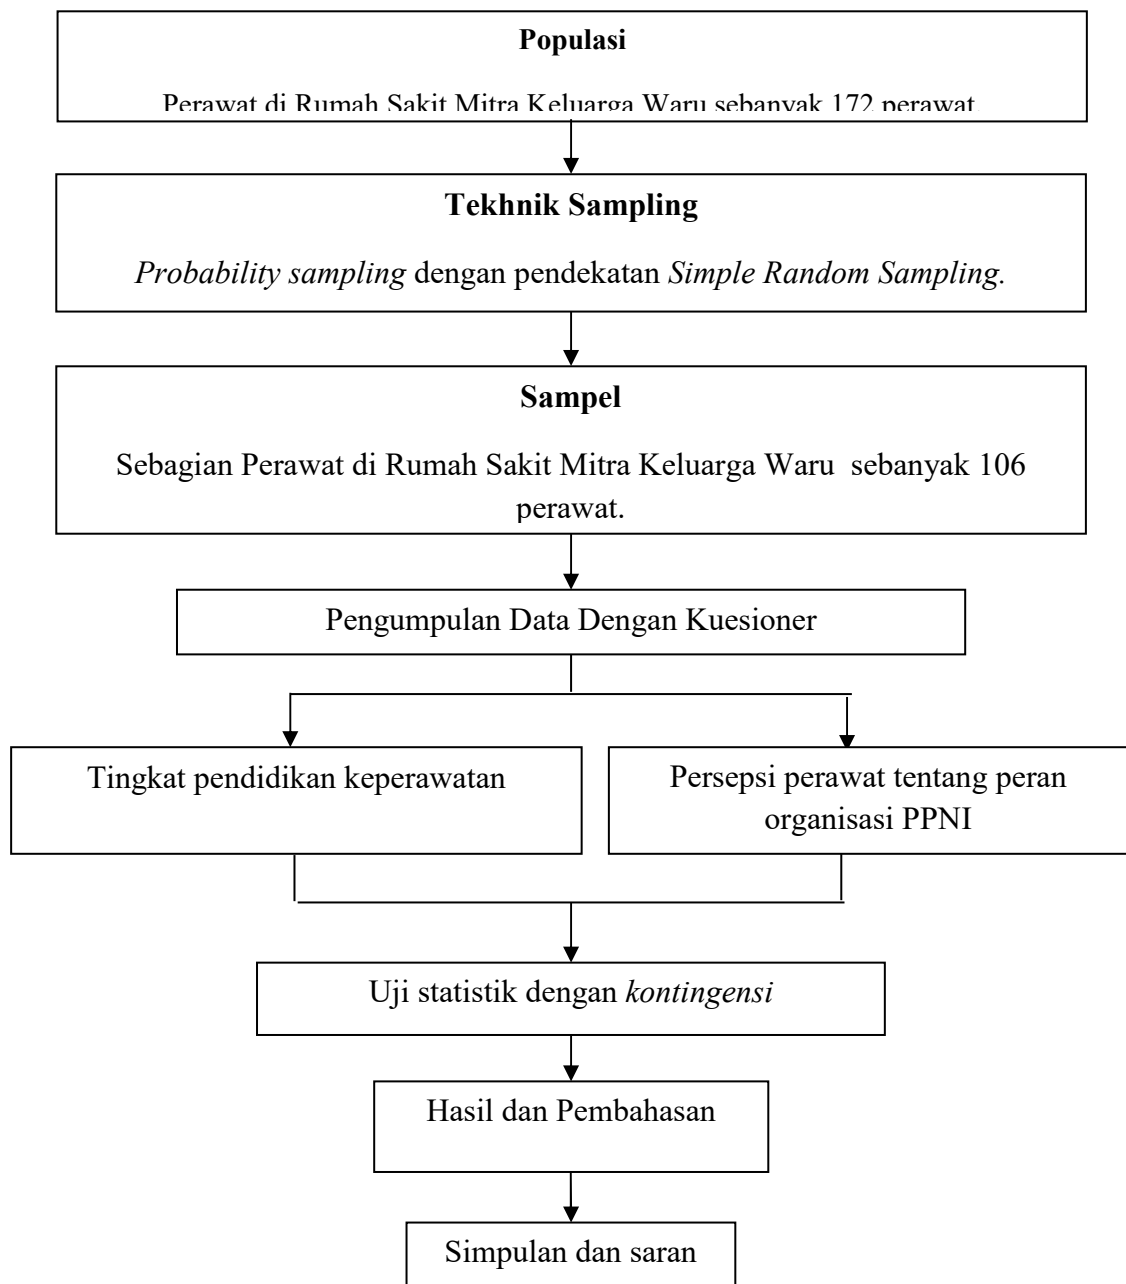 Populasi
Perawat di Rumah Sakit Mitra Keluarga Waru sebanyak 172 perawat
Tekhnik Sampling
Probability sampling dengan pendekatan Simple Random Sampling.
Sampel
Sebagian Perawat di Rumah Sakit Mitra Keluarga Waru sebanyak 106
perawat.
Pengumpulan Data Dengan Kuesioner
Tingkat pendidikan keperawatan
Persepsi perawat tentang peran
organisasi PPNI
Uji statistik dengan kontingensi
Hasil dan Pembahasan
Simpulan dan saran